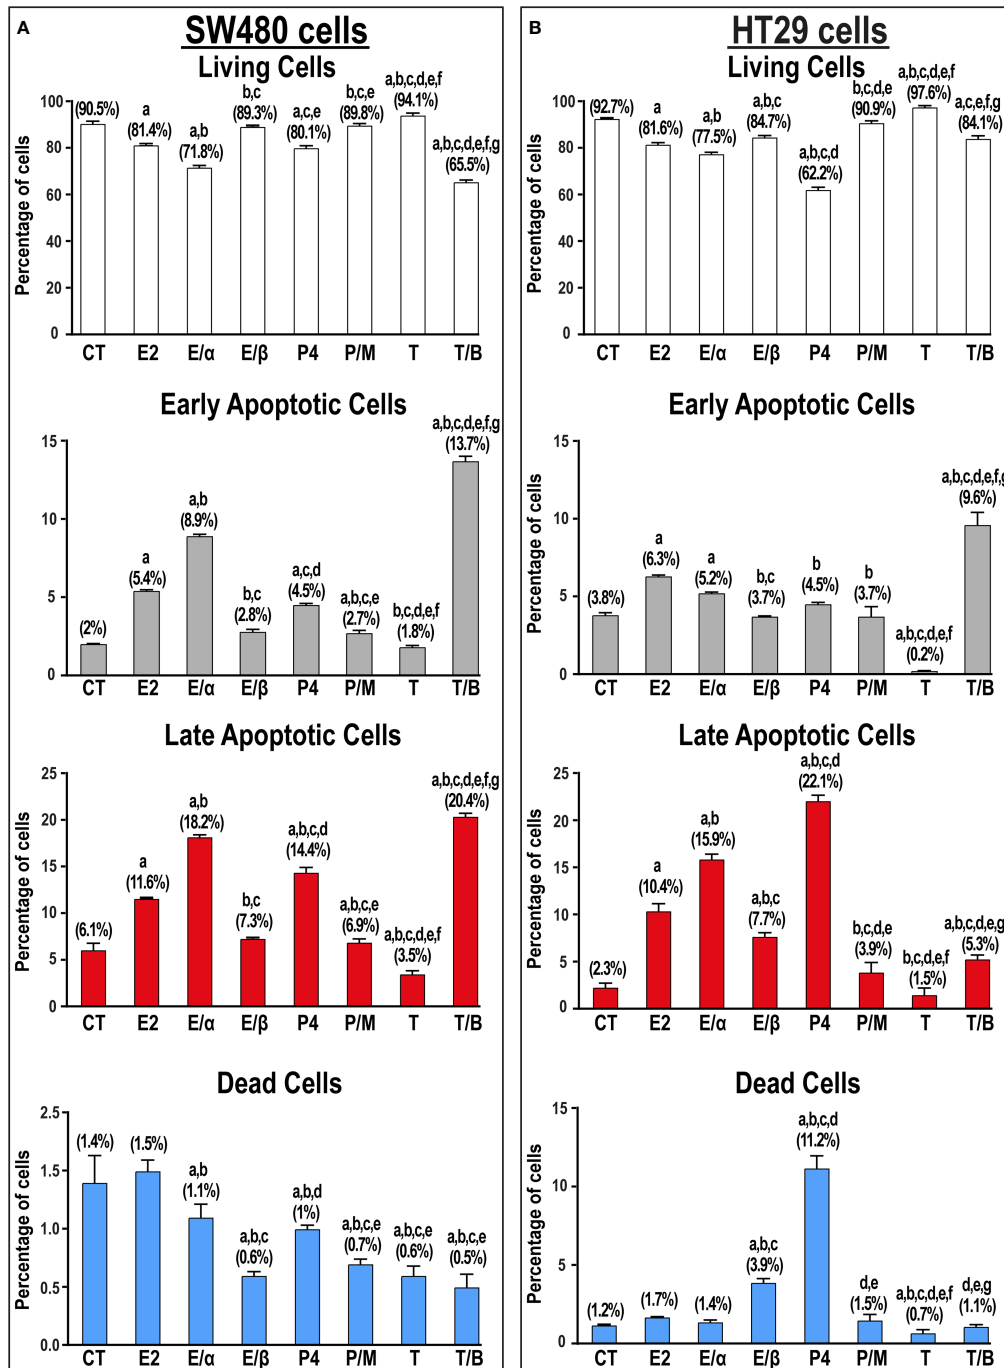 A
SW480 cells
Living Cells
Percentage of cells
100
80
60
40
20
0
(90.5%)
a
(81.4%)
a,b
(71.8%)
b,c
(89.3%)
a,c,e
(80.1%)
b,c,e
(89.8%)
a,b,c,d,e,f
(94.1%)
a,b,c,d,e,f,g
(65.5%)
CT E2 E/α E/β P4 P/M T T/B
Early Apoptotic Cells
Percentage of cells
15
10
5
0
(2%)
a
(5.4%)
a,b
(8.9%)
b,c
(2.8%)
a,c,d
(4.5%)
a,b,c,e
(2.7%)
b,c,d,e,f
(1.8%)
a,b,c,d,e,f,g
(13.7%)
CT E2 E/α E/β P4 P/M T T/B
Late Apoptotic Cells
Percentage of cells
25
20
15
10
5
0
(6.1%)
a
(11.6%)
a,b
(18.2%)
b,c
(7.3%)
a,b,c,d
(14.4%)
a,b,c,e
(6.9%)
a,b,c,d,e,f
(3.5%)
a,b,c,d,e,f,g
(20.4%)
CT E2 E/α E/β P4 P/M T T/B
Dead Cells
Percentage of cells
2.5
1.5
1.0
0.5
0.0
(1.4%)
(1.5%)
a,b
(1.1%)
a,b,c
(0.6%)
a,b,d
(1%)
a,b,c,e
(0.7%)
a,b,c,e
(0.6%)
a,b,c,e
(0.5%)
CT E2 E/α E/β P4 P/M T T/B
B
HT29 cells
Living Cells
Percentage of cells
100
80
60
40
20
0
(92.7%)
a
(81.6%)
a,b
(77.5%)
a,b,c
(84.7%)
a,b,c,d
(62.2%)
b,c,d,e
(90.9%)
a,b,c,d,e,f
(97.6%)
a,c,e,f,g
(84.1%)
CT E2 E/α E/β P4 P/M T T/B
Early Apoptotic Cells
Percentage of cells
15
10
5
0
(3.8%)
a
(6.3%)
a
(5.2%)
b,c
(3.7%)
b
(4.5%)
b
(3.7%)
a,b,c,d,e,f
(0.2%)
a,b,c,d,e,f,g
(9.6%)
CT E2 E/α E/β P4 P/M T T/B
Late Apoptotic Cells
Percentage of cells
25
20
15
10
5
0
(2.3%)
a
(10.4%)
a,b
(15.9%)
a,b,c
(7.7%)
a,b,c,d
(22.1%)
b,c,d,e
(3.9%)
b,c,d,e,f
(1.5%)
a,b,c,d,e,g
(5.3%)
CT E2 E/α E/β P4 P/M T T/B
Dead Cells
Percentage of cells
15
10
5
0
(1.2%)
(1.7%)
(1.4%)
a,b,c
(3.9%)
a,b,c,d
(11.2%)
d,e
(1.5%)
a,b,c,d,e,f
(0.7%)
d,e,g
(1.1%)
CT E2 E/α E/β P4 P/M T T/B